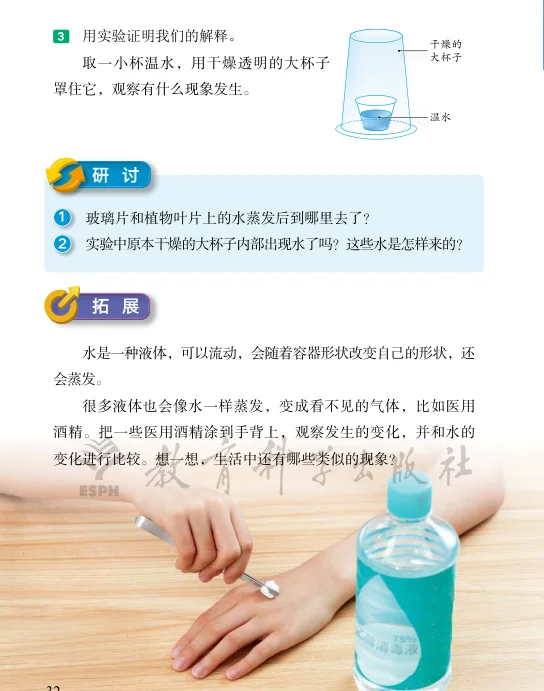 3 用实验证明我们的解释。
取一小杯温水，用干燥透明的大杯子
罩住它，观察有什么现象发生。
干燥的
大杯子
温水
研讨
1 玻璃片和植物叶片上的水蒸发后到哪里去了？
2 实验中原本干燥的大杯子内部出现水了吗？这些水是怎样来的？
拓展
水是一种液体，可以流动，会随着容器形状改变自己的形状，还
会蒸发。
很多液体也会像水一样蒸发，变成看不见的气体，比如医用
酒精。把一些医用酒精涂到手背上，观察发生的变化，并和水的
变化进行比较。想一想，生活中还有哪些类似的现象？
ESPH 教育科学出版社
75%
消毒液